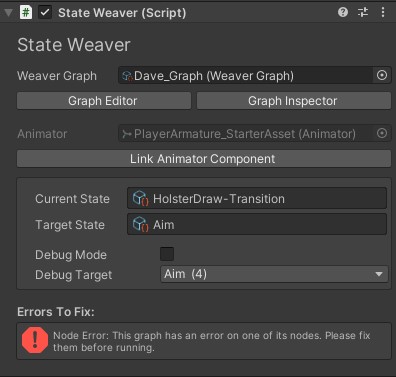 State Weaver (Script)
State Weaver
Weaver Graph Dave_Graph (Weaver Graph)
Graph Editor Graph Inspector
Animator PlayerArmature_StarterAsset (Animator)
Link Animator Component
Current State HolsterDraw-Transition
Target State Aim
Debug Mode
Debug Target Aim (4)
Errors To Fix:
Node Error: This graph has an error on one of its nodes. Please fix
them before running.